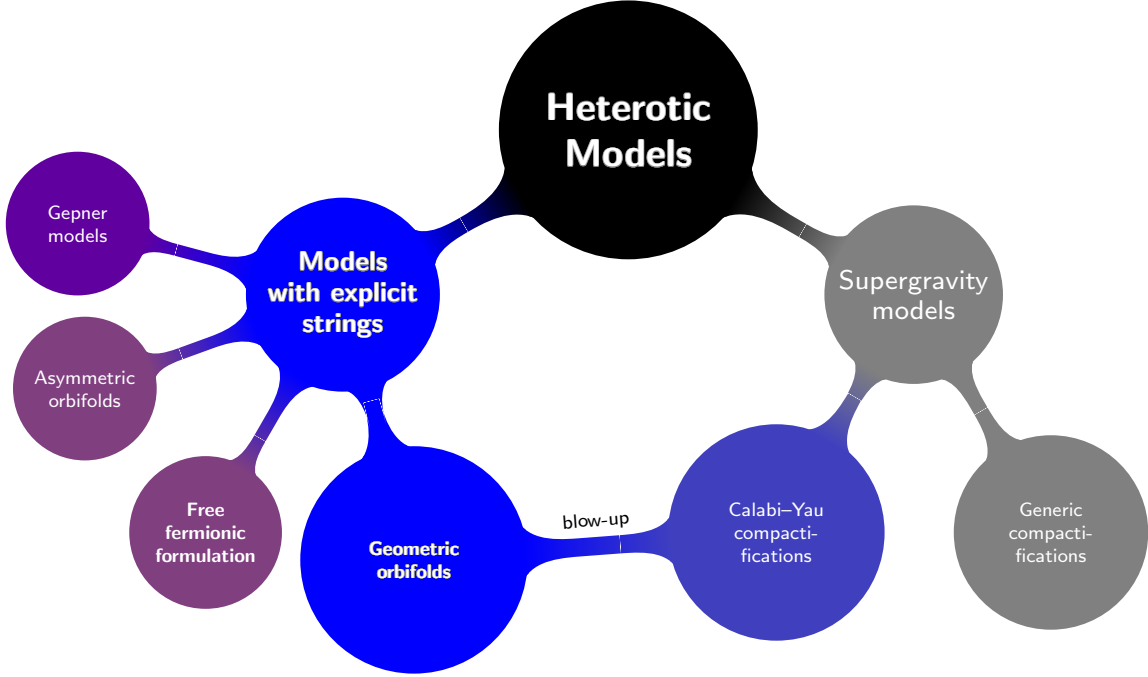 Heterotic
Models
Gepner
models
Models
with explicit
strings
Supergravity
models
Asymmetric
orbifolds
Free
fermionic
formulation
Geometric
orbifolds
blow-up
Calabi–Yau
compacti-
fications
Generic
compacti-
fications